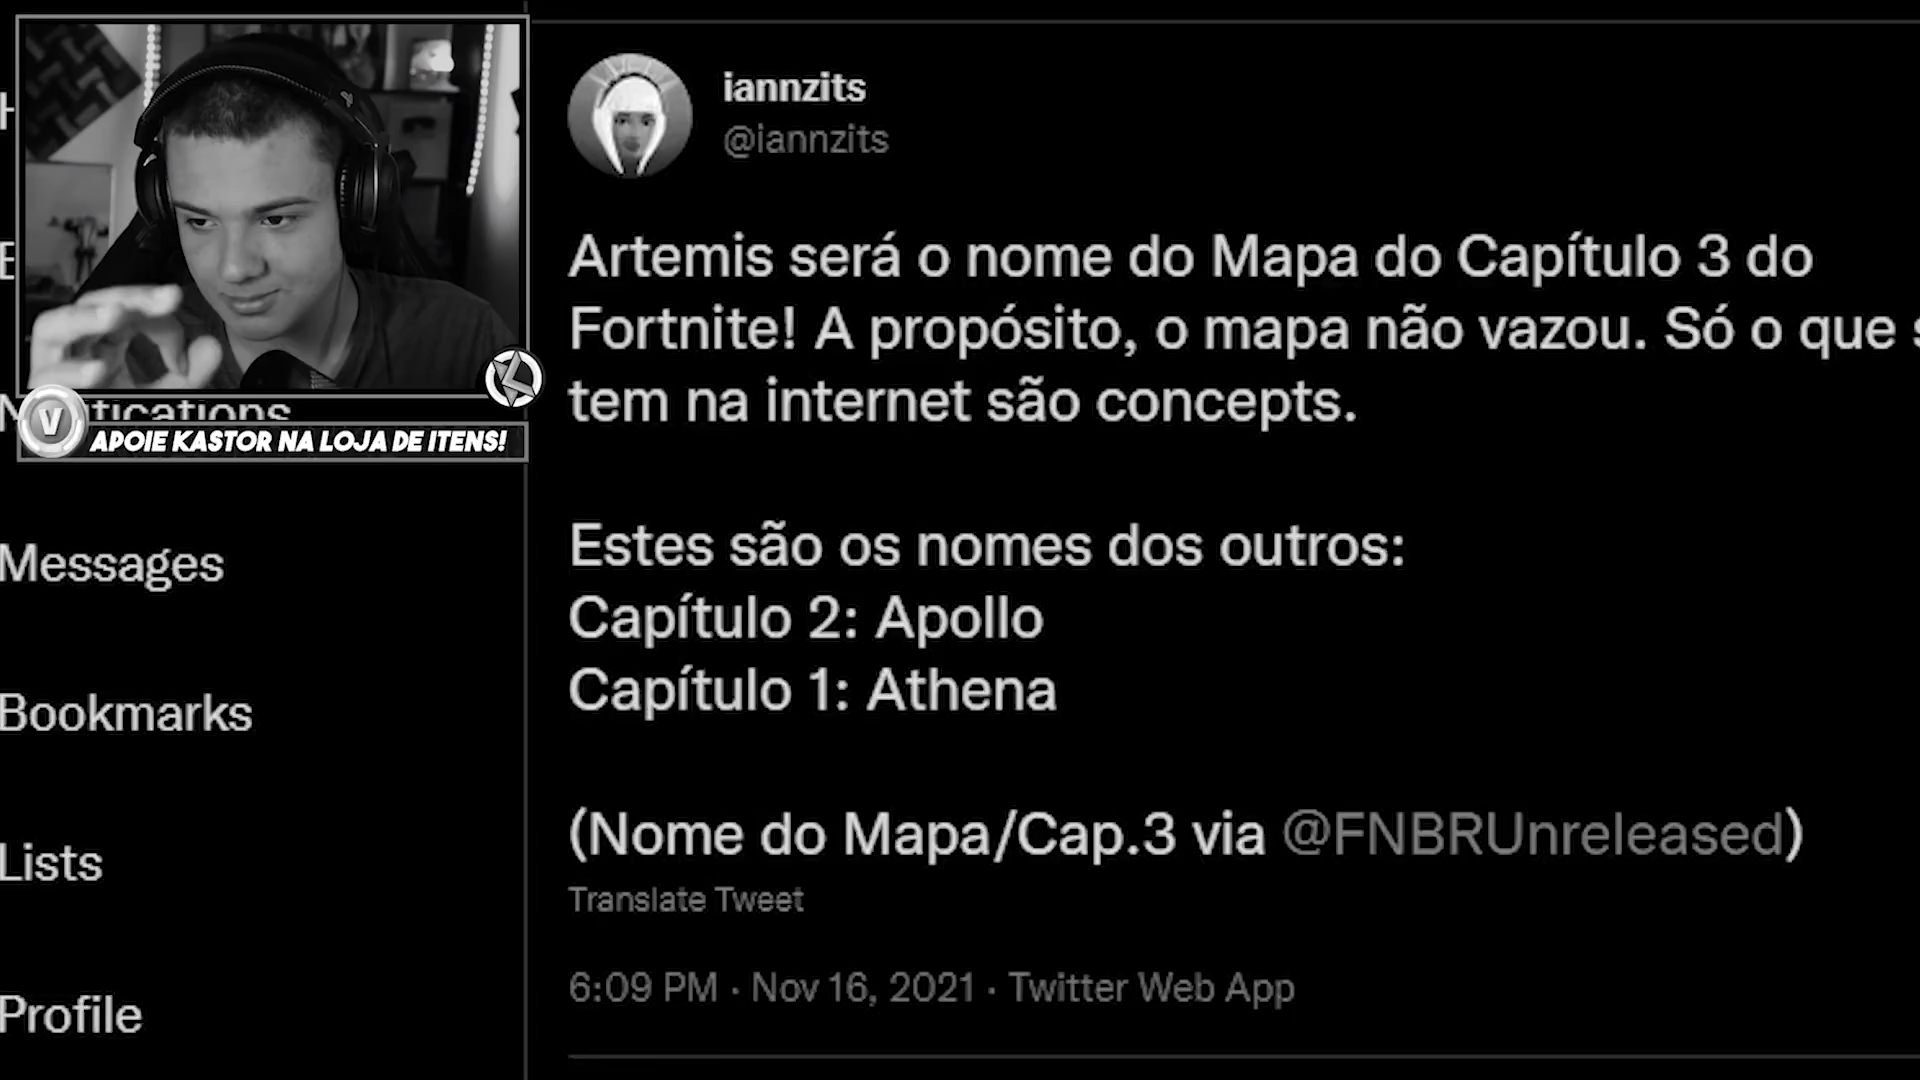 iannzits
@iannzits
Artemis será o nome do Mapa do Capítulo 3 do
Fortnite! A propósito, o mapa não vazou. Só o que
tem na internet são concepts.
Estes são os nomes dos outros:
Capítulo 2: Apollo
Capítulo 1: Athena
(Nome do Mapa/Cap.3 via @FNBRUnreleased)
Translate Tweet
6:09 PM · Nov 16, 2021 · Twitter Web App
V
APOIE KASTOR NA LOJA DE ITENS!
Messages
Bookmarks
Lists
Profile